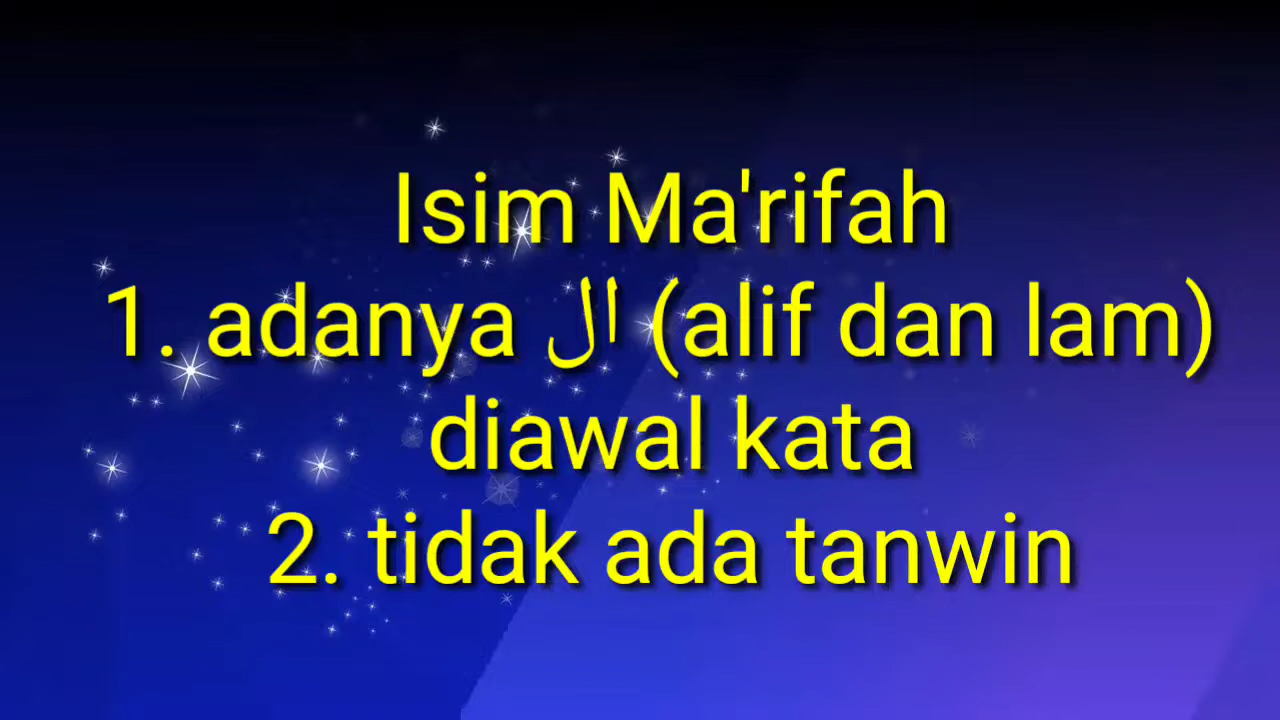 Isim Ma'rifah
1. adanya ال (alif dan lam)
diawal kata
2. tidak ada tanwin